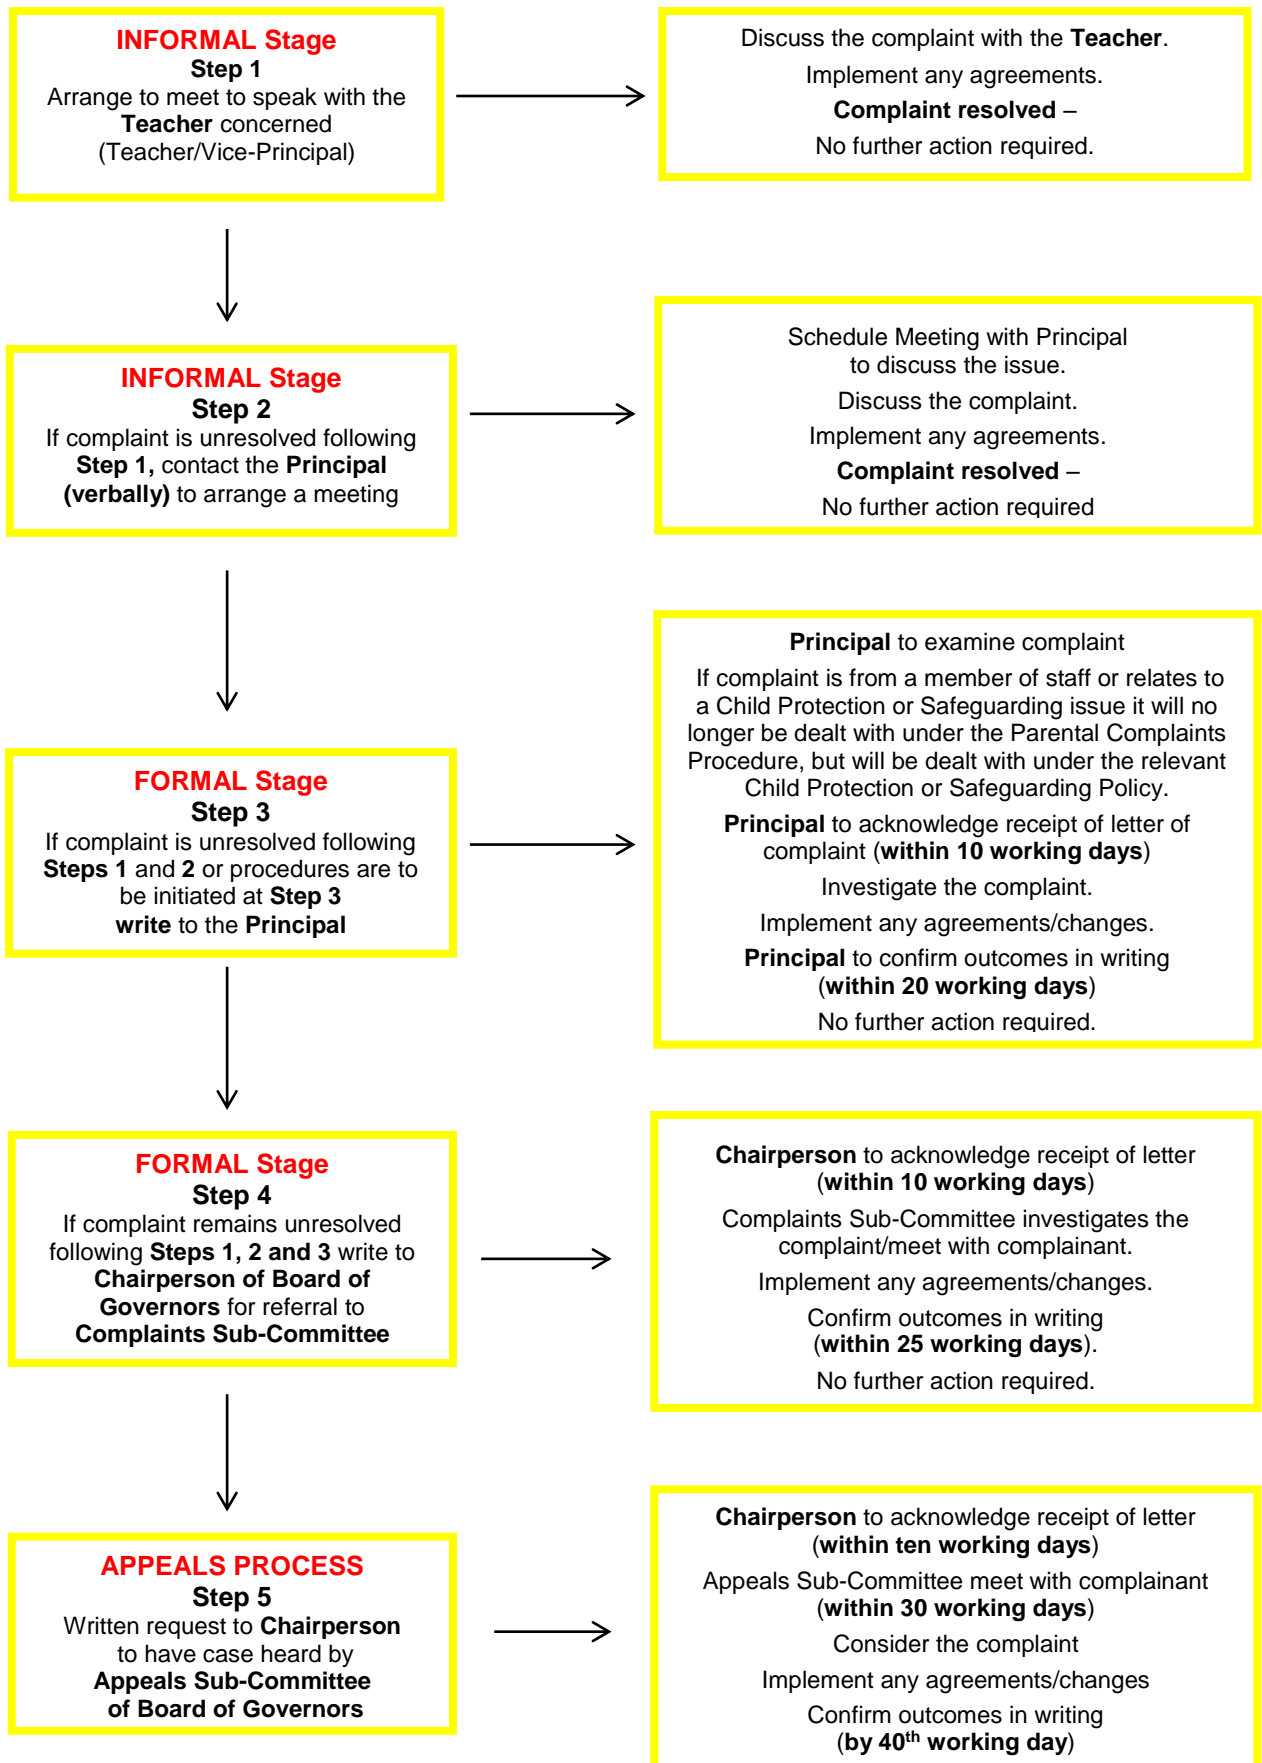 INFORMAL Stage
Step 1
Arrange to meet to speak with the
Teacher concerned
(Teacher/Vice-Principal)
Discuss the complaint with the Teacher.
Implement any agreements.
Complaint resolved –
No further action required.
INFORMAL Stage
Step 2
If complaint is unresolved following
Step 1, contact the Principal
(verbally) to arrange a meeting
Schedule Meeting with Principal
to discuss the issue.
Discuss the complaint.
Implement any agreements.
Complaint resolved –
No further action required
FORMAL Stage
Step 3
If complaint is unresolved following
Steps 1 and 2 or procedures are to
be initiated at Step 3
write to the Principal
Principal to examine complaint
If complaint is from a member of staff or relates to
a Child Protection or Safeguarding issue it will no
longer be dealt with under the Parental Complaints
Procedure, but will be dealt with under the relevant
Child Protection or Safeguarding Policy.
Principal to acknowledge receipt of letter of
complaint (within 10 working days)
Investigate the complaint.
Implement any agreements/changes.
Principal to confirm outcomes in writing
(within 20 working days)
No further action required.
FORMAL Stage
Step 4
If complaint remains unresolved
following Steps 1, 2 and 3 write to
Chairperson of Board of
Governors for referral to
Complaints Sub-Committee
Chairperson to acknowledge receipt of letter
(within 10 working days)
Complaints Sub-Committee investigates the
complaint/meet with complainant.
Implement any agreements/changes.
Confirm outcomes in writing
(within 25 working days).
No further action required.
APPEALS PROCESS
Step 5
Written request to Chairperson
to have case heard by
Appeals Sub-Committee
of Board of Governors
Chairperson to acknowledge receipt of letter
(within ten working days)
Appeals Sub-Committee meet with complainant
(within 30 working days)
Consider the complaint
Implement any agreements/changes
Confirm outcomes in writing
(by 40th working day)